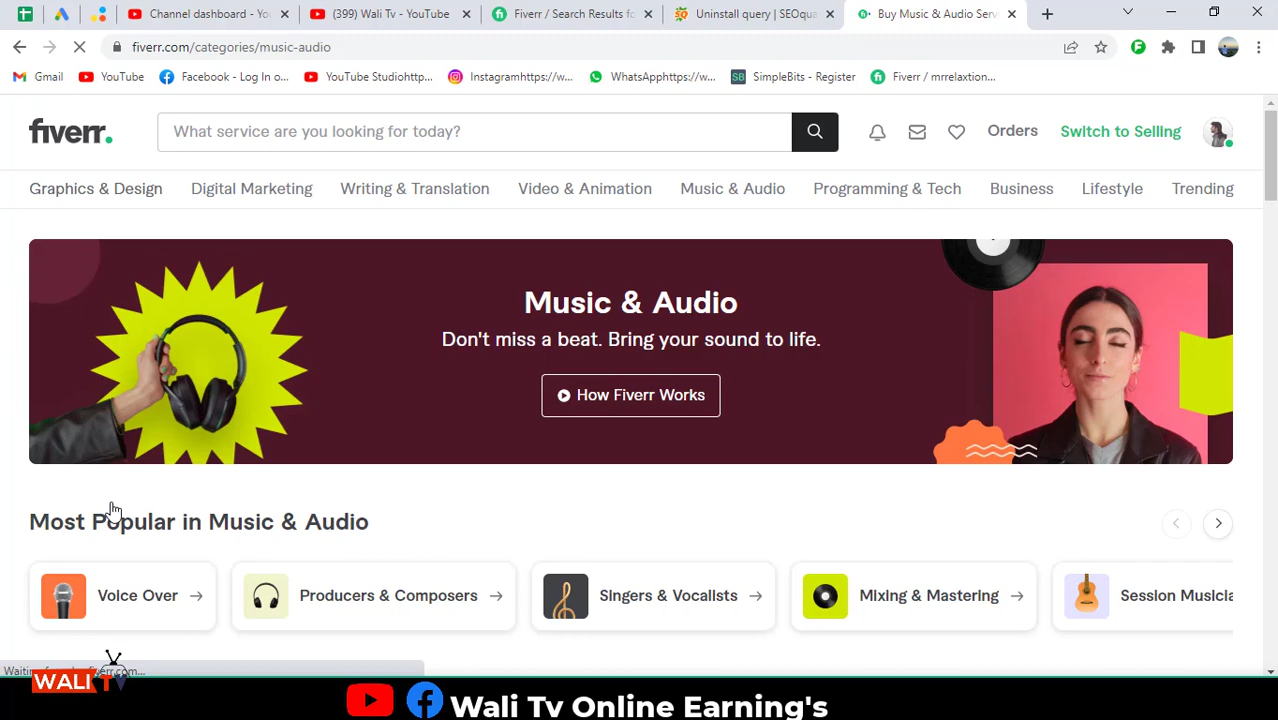 Channel dashboard - Yo
(399) Wali Tv - YouTube
Fiverr / Search Results fo
Uninstall query | SEOqua
Buy Music & Audio Serv
fiverr.com/categories/music-audio
Gmail
YouTube
Facebook - Log In o...
YouTube Studiohttp...
Instagramhttps://w...
WhatsApphttps://w...
SB
SimpleBits - Register
Fiverr / mrrelaxtion...
fiverr.
What service are you looking for today?
Orders
Switch to Selling
Graphics & Design
Digital Marketing
Writing & Translation
Video & Animation
Music & Audio
Programming & Tech
Business
Lifestyle
Trending
Music & Audio
Don't miss a beat. Bring your sound to life.
How Fiverr Works
Most Popular in Music & Audio
Voice Over
Producers & Composers
Singers & Vocalists
Mixing & Mastering
Session Musicia
WALI TV
Wali Tv Online Earning's